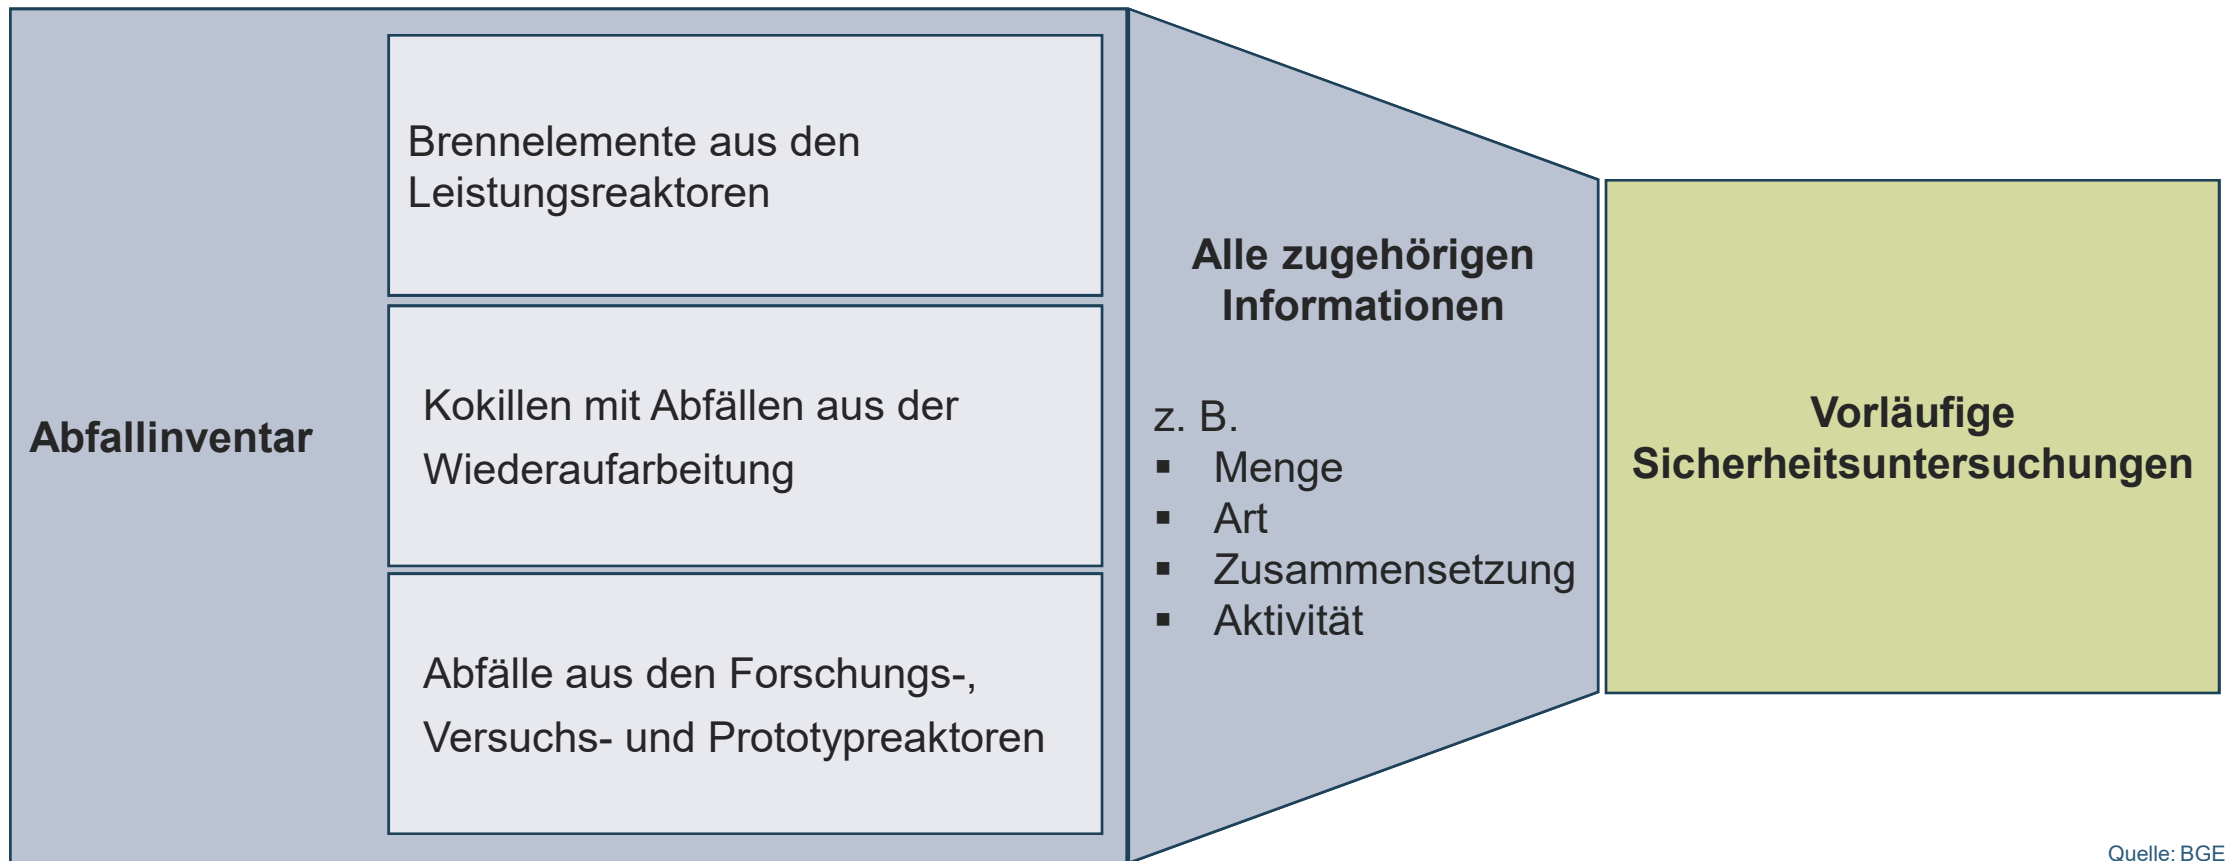 Abfallinventar
Brennelemente aus den
Leistungsreaktoren
Kokillen mit Abfällen aus der
Wiederaufarbeitung
Abfälle aus den Forschungs-,
Versuchs- und Prototypreaktoren
Alle zugehörigen
Informationen
z. B.
▪ Menge
▪ Art
▪ Zusammensetzung
▪ Aktivität
Vorläufige
Sicherheitsuntersuchungen
Quelle: BGE